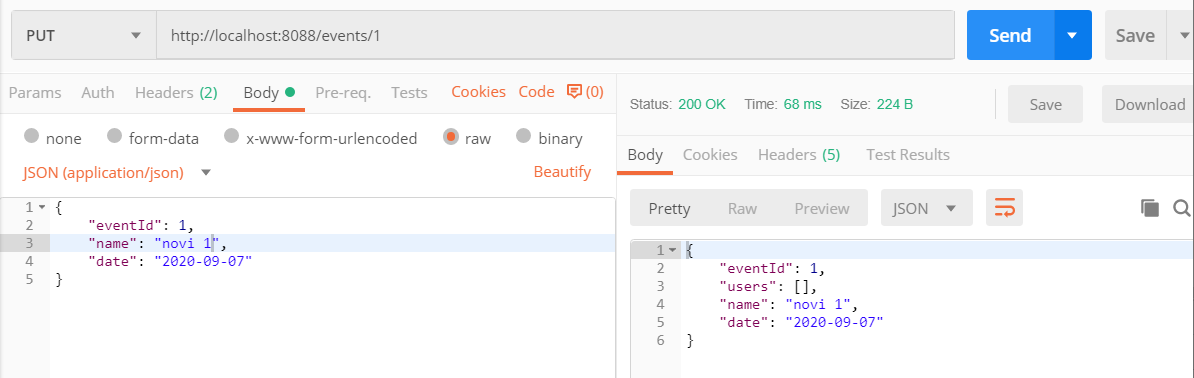 PUT http://localhost:8088/events/1 Send Save
Params Auth Headers (2) Body Pre-req. Tests Cookies Code (0)
none form-data x-www-form-urlencoded raw binary
JSON (application/json) Beautify
1 {
2 "eventId": 1,
3 "name": "novi 1",
4 "date": "2020-09-07"
5 }
Status: 200 OK Time: 68 ms Size: 224 B Save Download
Body Cookies Headers (5) Test Results
Pretty Raw Preview JSON
1 {
2 "eventId": 1,
3 "users": [],
4 "name": "novi 1",
5 "date": "2020-09-07"
6 }